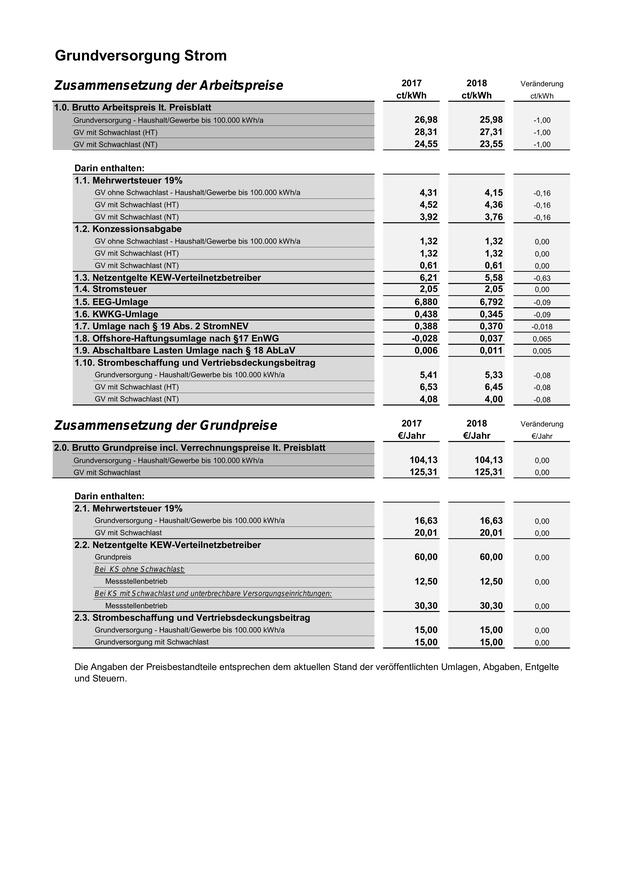 Grundversorgung Strom
Zusammensetzung der Arbeitspreise 2017 2018 Veränderung
ct/kWh ct/kWh ct/kWh
1.0. Brutto Arbeitspreis lt. Preisblatt
Grundversorgung - Haushalt/Gewerbe bis 100.000 kWh/a 26,98 25,98 -1,00
GV mit Schwachlast (HT) 28,31 27,31 -1,00
GV mit Schwachlast (NT) 24,55 23,55 -1,00
Darin enthalten:
1.1. Mehrwertsteuer 19%
GV ohne Schwachlast - Haushalt/Gewerbe bis 100.000 kWh/a 4,31 4,15 -0,16
GV mit Schwachlast (HT) 4,52 4,36 -0,16
GV mit Schwachlast (NT) 3,92 3,76 -0,16
1.2. Konzessionsabgabe
GV ohne Schwachlast - Haushalt/Gewerbe bis 100.000 kWh/a 1,32 1,32 0,00
GV mit Schwachlast (HT) 1,32 1,32 0,00
GV mit Schwachlast (NT) 0,61 0,61 0,00
1.3. Netzentgelte KEW-Verteilnetzbetreiber 6,21 5,58 -0,63
1.4. Stromsteuer 2,05 2,05 0,00
1.5. EEG-Umlage 6,880 6,792 -0,09
1.6. KWKG-Umlage 0,438 0,345 -0,09
1.7. Umlage nach § 19 Abs. 2 StromNEV 0,388 0,370 -0,018
1.8. Offshore-Haftungsumlage nach §17 EnWG -0,028 0,037 0,065
1.9. Abschaltbare Lasten Umlage nach § 18 AbLaV 0,006 0,011 0,005
1.10. Strombeschaffung und Vertriebsdeckungsbeitrag
Grundversorgung - Haushalt/Gewerbe bis 100.000 kWh/a 5,41 5,33 -0,08
GV mit Schwachlast (HT) 6,53 6,45 -0,08
GV mit Schwachlast (NT) 4,08 4,00 -0,08
Zusammensetzung der Grundpreise 2017 2018 Veränderung
€/Jahr €/Jahr €/Jahr
2.0. Brutto Grundpreise incl. Verrechnungspreise lt. Preisblatt
Grundversorgung - Haushalt/Gewerbe bis 100.000 kWh/a 104,13 104,13 0,00
GV mit Schwachlast 125,31 125,31 0,00
Darin enthalten:
2.1. Mehrwertsteuer 19%
Grundversorgung - Haushalt/Gewerbe bis 100.000 kWh/a 16,63 16,63 0,00
GV mit Schwachlast 20,01 20,01 0,00
2.2. Netzentgelte KEW-Verteilnetzbetreiber
Grundpreis 60,00 60,00 0,00
Bei KS ohne Schwachlast:
Messstellenbetrieb 12,50 12,50 0,00
Bei KS mit Schwachlast und unterbrechbare Versorgungseinrichtungen:
Messstellenbetrieb 30,30 30,30 0,00
2.3. Strombeschaffung und Vertriebsdeckungsbeitrag
Grundversorgung - Haushalt/Gewerbe bis 100.000 kWh/a 15,00 15,00 0,00
Grundversorgung mit Schwachlast 15,00 15,00 0,00
Die Angaben der Preisbestandteile entsprechen dem aktuellen Stand der veröffentlichten Umlagen, Abgaben, Entgelte
und Steuern.